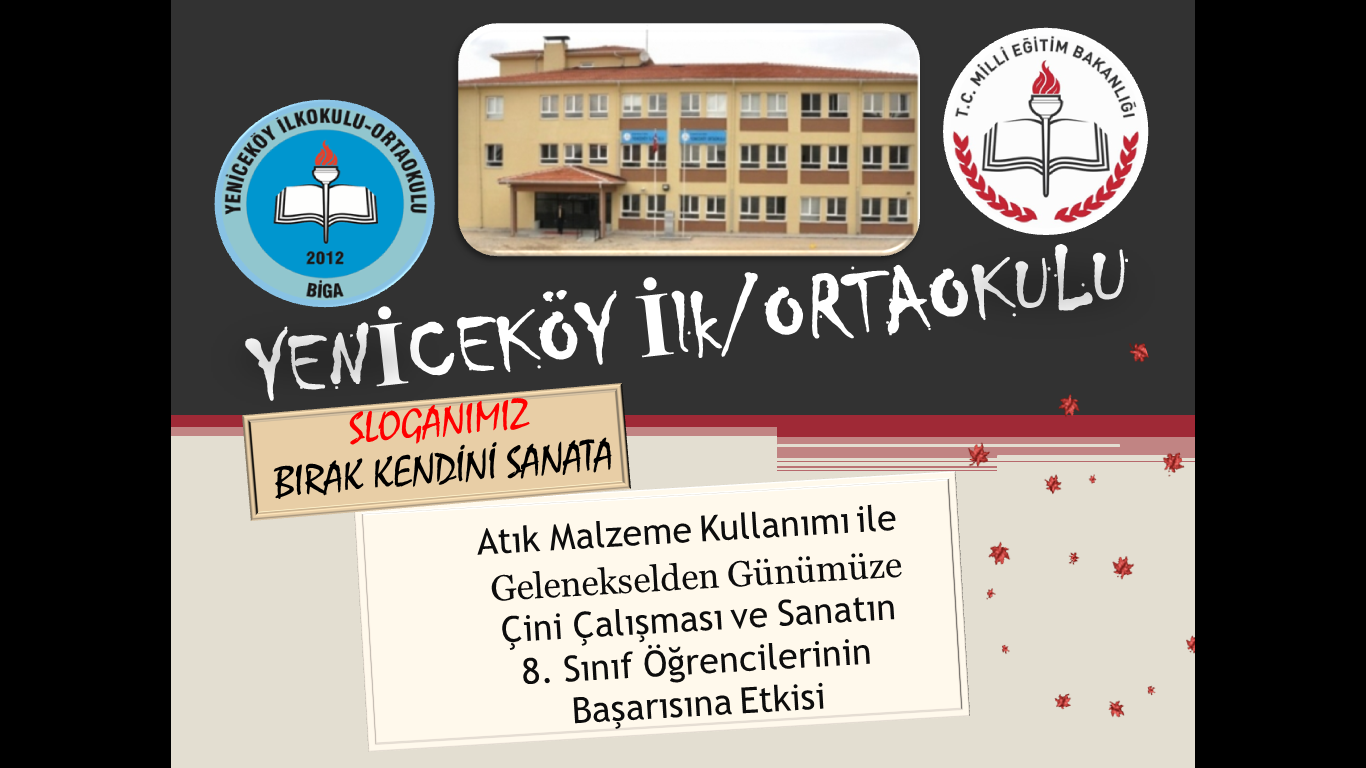 T.C. MİLLİ EĞİTİM BAKANLIĞI
YENİCEKÖY İLKOKULU-ORTAOKULU
2012
BİGA
YENİCEKÖY İlk/ORTAOKULU
SLOGANIMIZ
BIRAK KENDİNİ SANATA
Atık Malzeme Kullanımı ile
Gelenekselden Günümüze
Çini Çalışması ve Sanatın
8. Sınıf Öğrencilerinin
Başarısına Etkisi